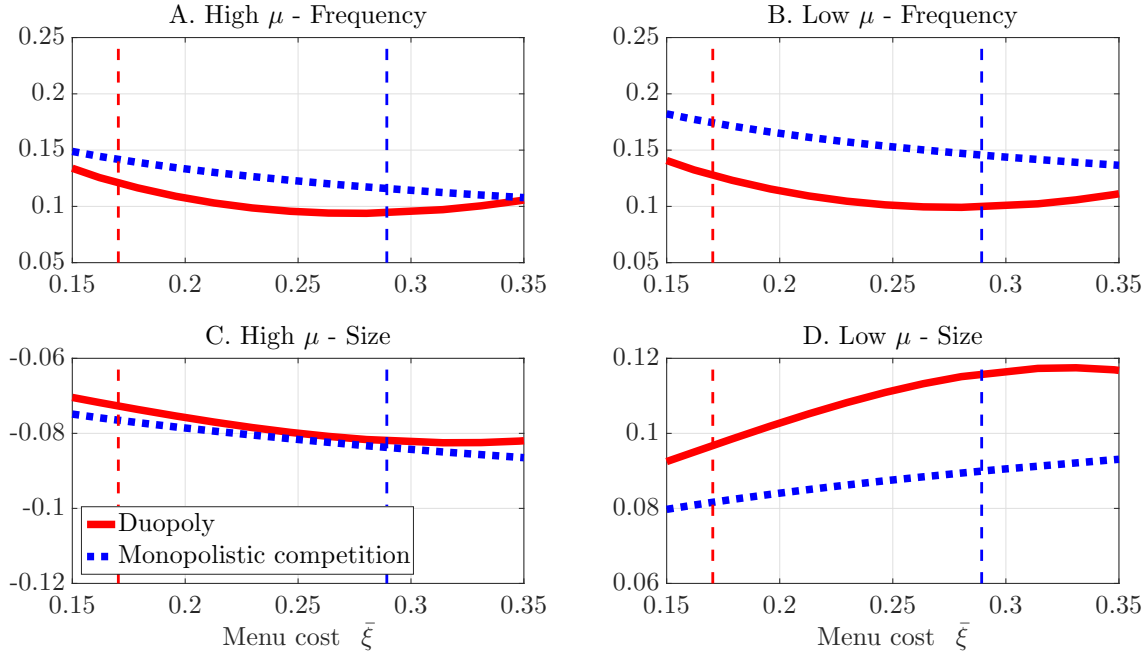 A. High μ - Frequency
0.25
0.2
0.15
0.1
0.05
0.15 0.2 0.25 0.3 0.35
B. Low μ - Frequency
0.25
0.2
0.15
0.1
0.05
0.15 0.2 0.25 0.3 0.35
C. High μ - Size
-0.06
-0.08
-0.1
-0.12
Duopoly
Monopolistic competition
0.15 0.2 0.25 0.3 0.35
Menu cost ξ̄
D. Low μ - Size
0.12
0.1
0.08
0.06
0.15 0.2 0.25 0.3 0.35
Menu cost ξ̄